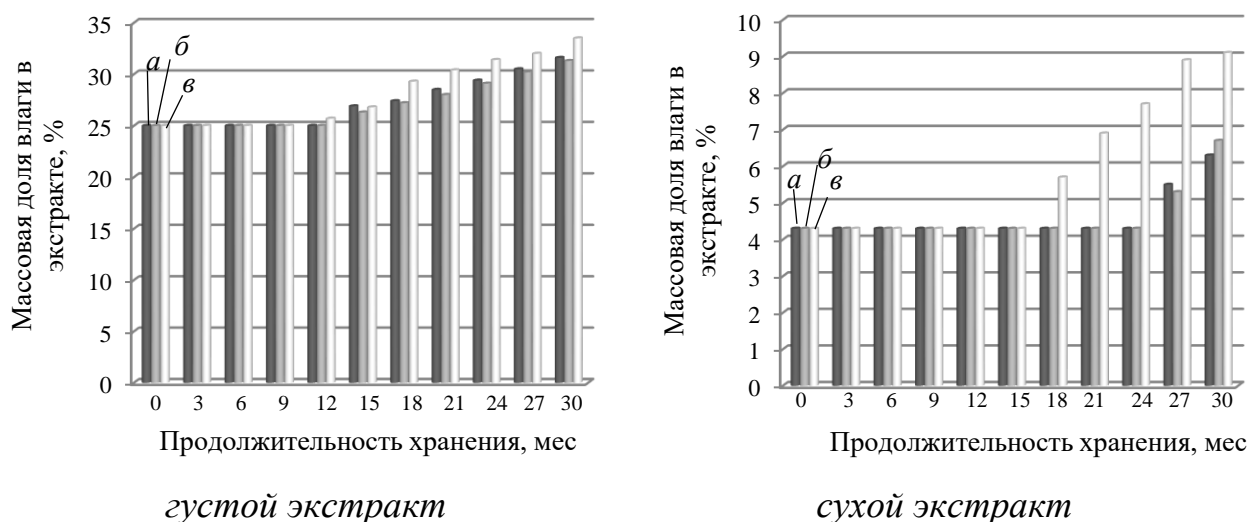 Массовая доля влаги в
экстракте, %
35
30
25
20
15
10
5
0
а
б
в
0 3 6 9 12 15 18 21 24 27 30
Продолжительность хранения, мес
густой экстракт
Массовая доля влаги в
экстракте, %
10
9
8
7
6
5
4
3
2
1
0
а
б
в
0 3 6 9 12 15 18 21 24 27 30
Продолжительность хранения, мес
сухой экстракт